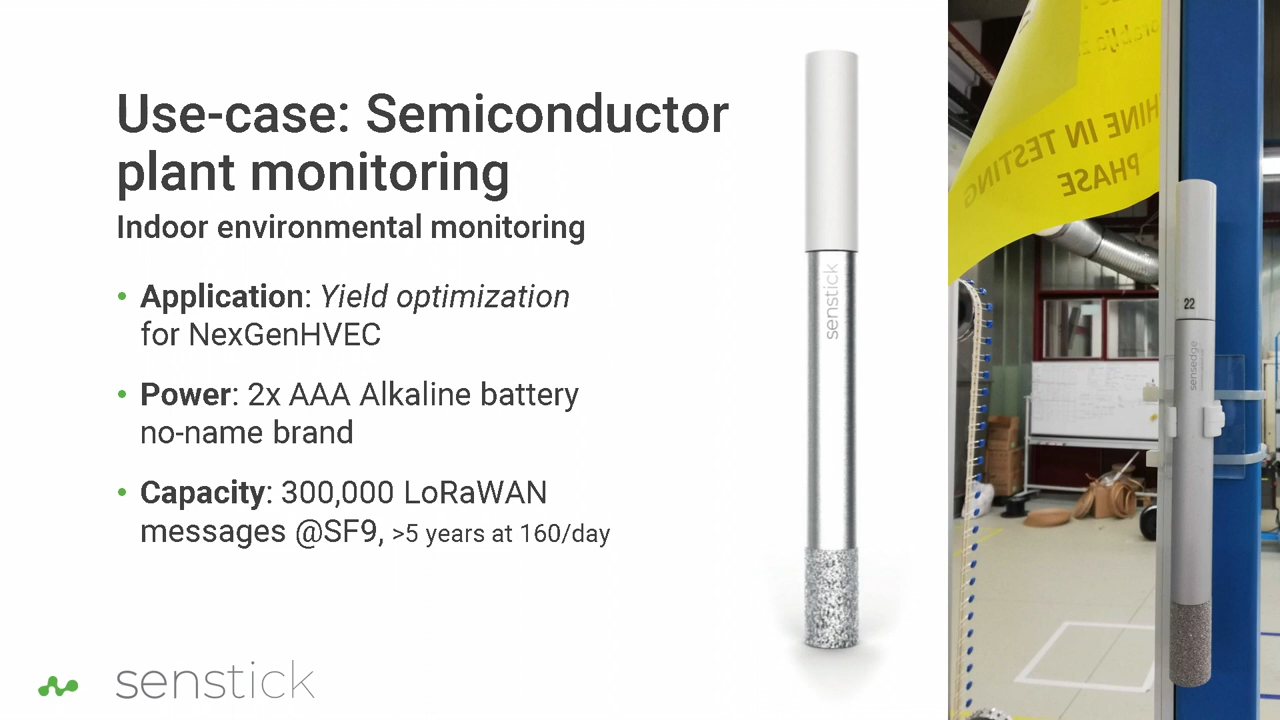 Use-case: Semiconductor
plant monitoring
Indoor environmental monitoring
• Application: Yield optimization
for NexGenHVEC
• Power: 2x AAA Alkaline battery
no-name brand
• Capacity: 300,000 LoRaWAN
messages @SF9, >5 years at 160/day
senstick
senstick
HINE IN TESTING
PHASE
22
sensedge